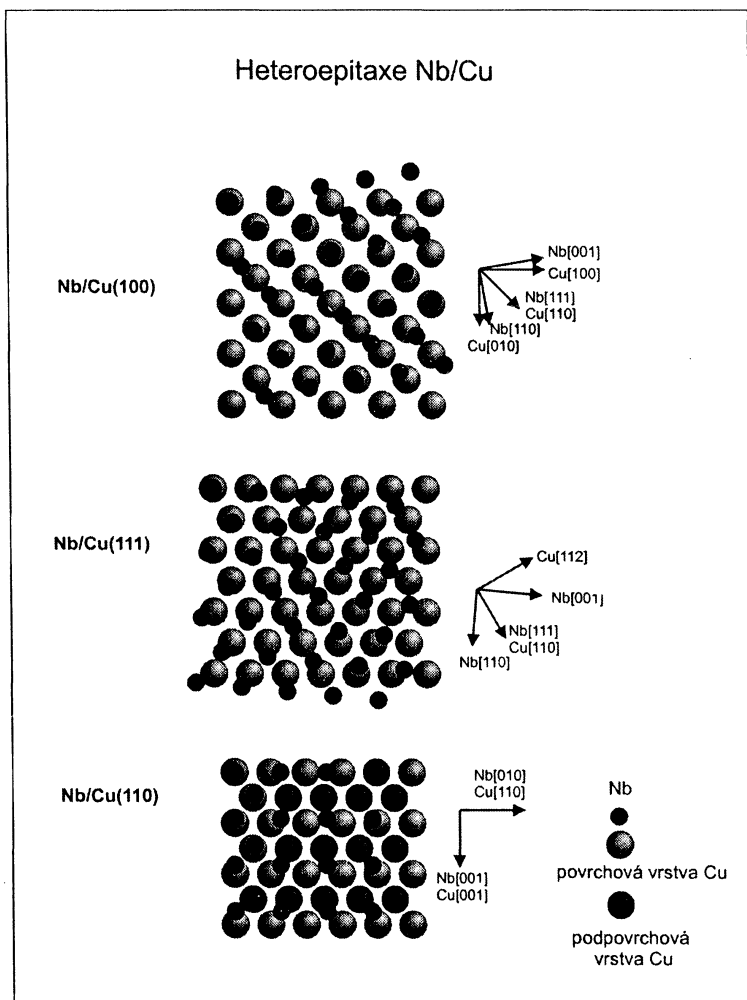 Heteroepitaxe Nb/Cu
Nb/Cu(100)
Nb[001]
Cu[100]
Nb[111]
Cu[110]
Nb[110]
Cu[010]
Nb/Cu(111)
Cu[112]
Nb[001]
Nb[111]
Cu[110]
Nb[110]
Nb/Cu(110)
Nb[010]
Cu[110]
Nb[001]
Cu[001]
Nb
povrchová vrstva Cu
podpovrchová
vrstva Cu